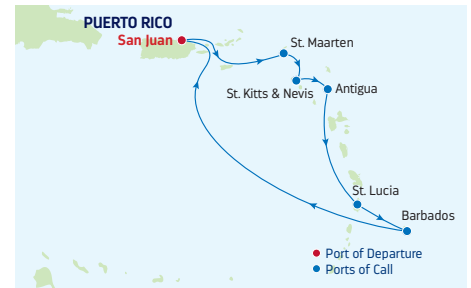 PUERTO RICO
San Juan
St. Maarten
St. Kitts & Nevis
Antigua
St. Lucia
Barbados
Port of Departure
Ports of Call